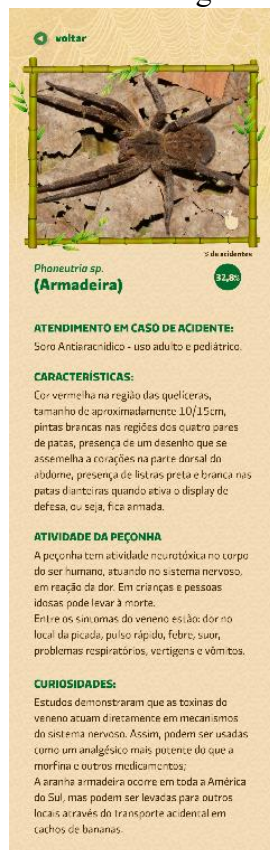 voltar
% de acidentes
Phoneutria sp.
32,8%
(Armadeira)
ATENDIMENTO EM CASO DE ACIDENTE:
Soro Antiaracnídico - uso adulto e pediátrico.
CARACTERÍSTICAS:
Cor vermelha na região das quelíceras,
tamanho de aproximadamente 10/15cm,
pintas brancas nas regiões dos quatro pares
de patas, presença de um desenho que se
assemelha a corações na parte dorsal do
abdome, presença de listras preta e branca nas
patas dianteiras quando ativa o display de
defesa, ou seja, fica armada.
ATIVIDADE DA PEÇONHA
A peçonha tem atividade neurotóxica no corpo
do ser humano, atuando no sistema nervoso,
em reação da dor. Em crianças e pessoas
idosas pode levar à morte.
Entre os sintomas do veneno estão: dor no
local da picada, pulso rápido, febre, suor,
problemas respiratórios, vertigens e vômitos.
CURIOSIDADES:
Estudos demonstraram que as toxinas do
veneno atuam diretamente em mecanismos
do sistema nervoso. Assim, podem ser usadas
como um analgésico mais potente do que a
morfina e outros medicamentos;
A aranha armadeira ocorre em toda a América
do Sul, mas podem ser levadas para outros
locais através do transporte acidental em
cachos de bananas.